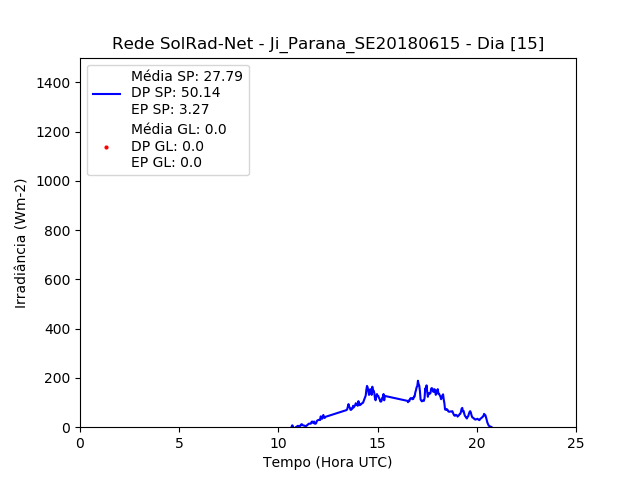 Rede SolRad-Net - Ji_Parana_SE20180615 - Dia [15]
Média SP: 27.79
DP SP: 50.14
EP SP: 3.27
Média GL: 0.0
DP GL: 0.0
EP GL: 0.0
Irradiância (Wm-2)
1400
1200
1000
800
600
400
200
0
0 5 10 15 20 25
Tempo (Hora UTC)